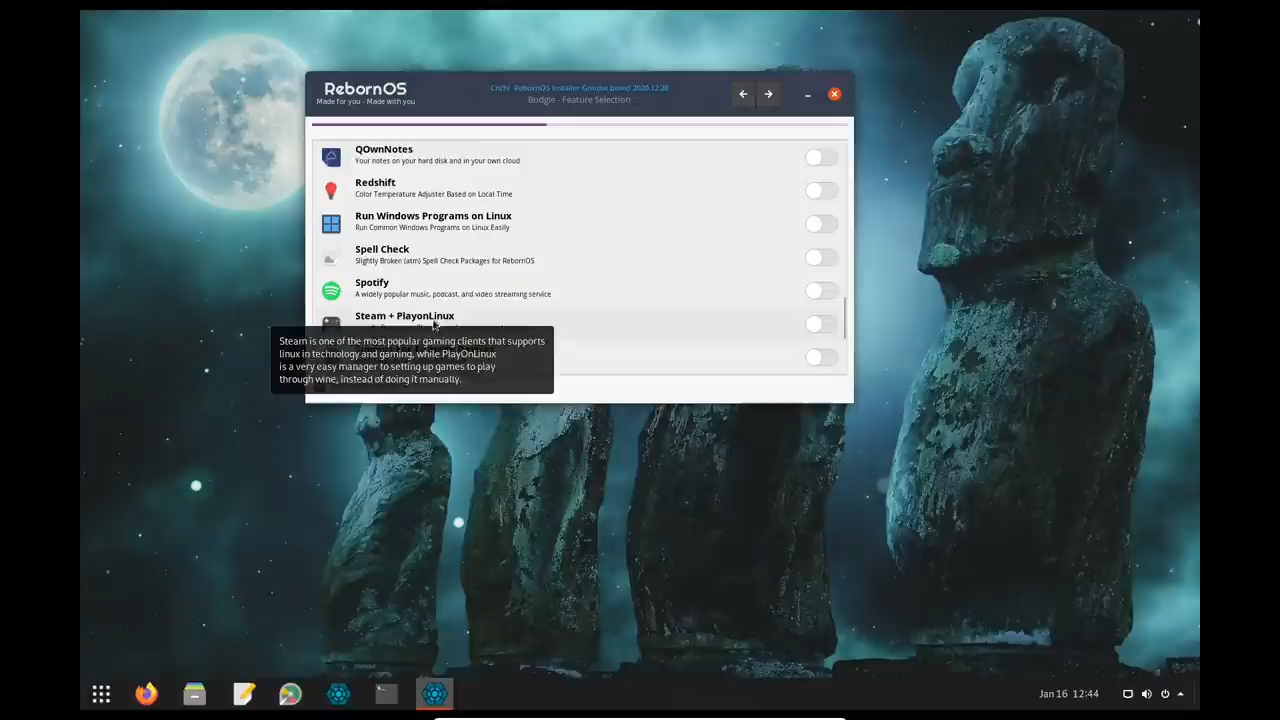 RebornOS
Made for you - Made with you
Cnchi RebornOS Installer Gnome based 2020.12.28
Budgie - Feature Selection
QOwnNotes
Your notes on your hard disk and in your own cloud
Redshift
Color Temperature Adjuster Based on Local Time
Run Windows Programs on Linux
Run Common Windows Programs on Linux Easily
Spell Check
Slightly Broken (atm) Spell Check Packages for RebornOS
Spotify
A widely popular music, podcast, and video streaming service
Steam + PlayonLinux
Steam is one of the most popular gaming clients that supports
linux in technology and gaming, while PlayOnLinux
is a very easy manager to setting up games to play
through wine, instead of doing it manually.
Jan 16 12:44